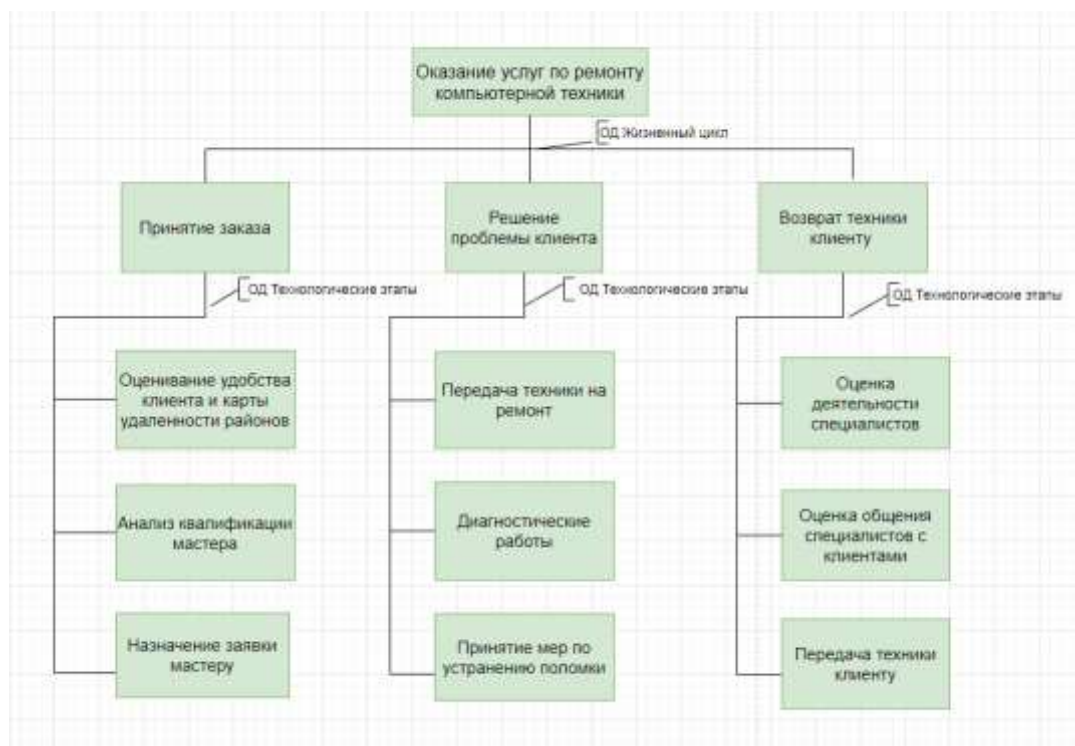 Оказание услуг по ремонту
компьютерной техники
ОД Жизненный цикл
Принятие заказа
Решение
проблемы клиента
Возврат техники
клиенту
ОД Технологические этапы
ОД Технологические этапы
ОД Технологические этапы
Оценивание удобства
клиента и карты
удаленности районов
Передача техники на
ремонт
Оценка
деятельности
специалистов
Анализ квалификации
мастера
Диагностические
работы
Оценка общения
специалистов с
клиентами
Назначение заявки
мастеру
Принятие мер по
устранению поломки
Передача техники
клиенту